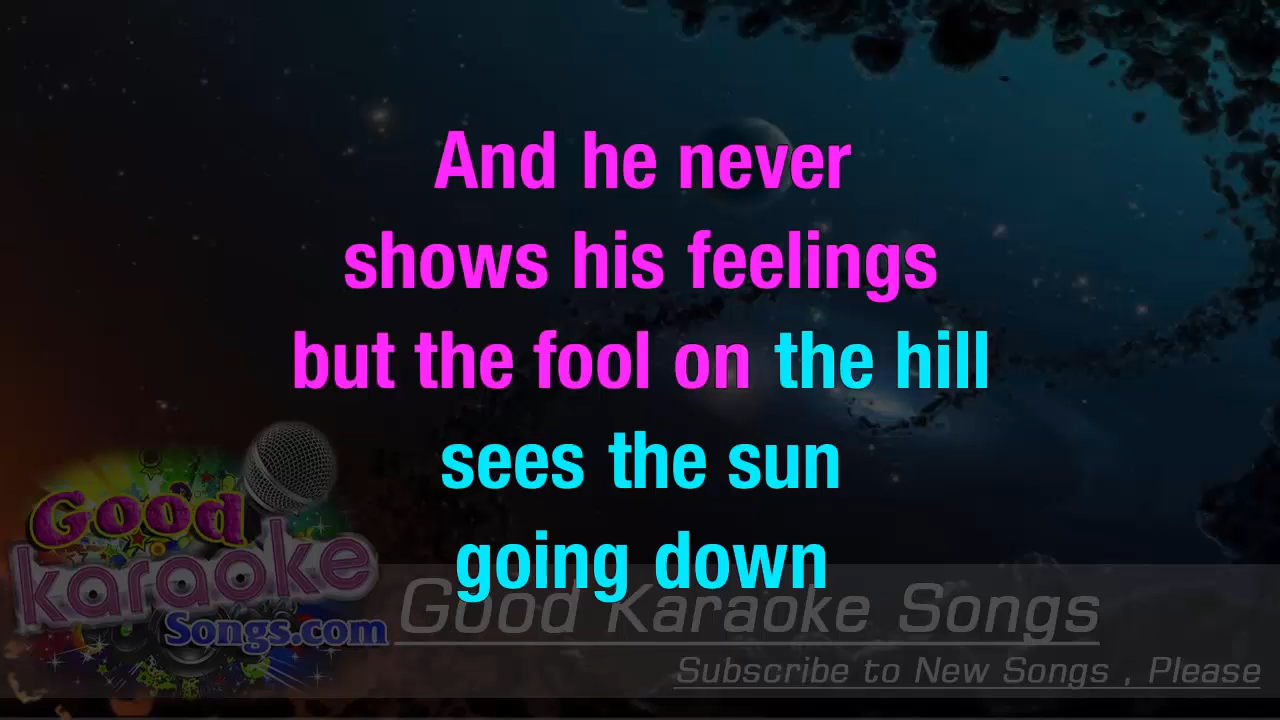 And he never
shows his feelings
but the fool on the hill
sees the sun
going down
Good
karaoke
Songs.com
Good Karaoke Songs
Subscribe to New Songs , Please